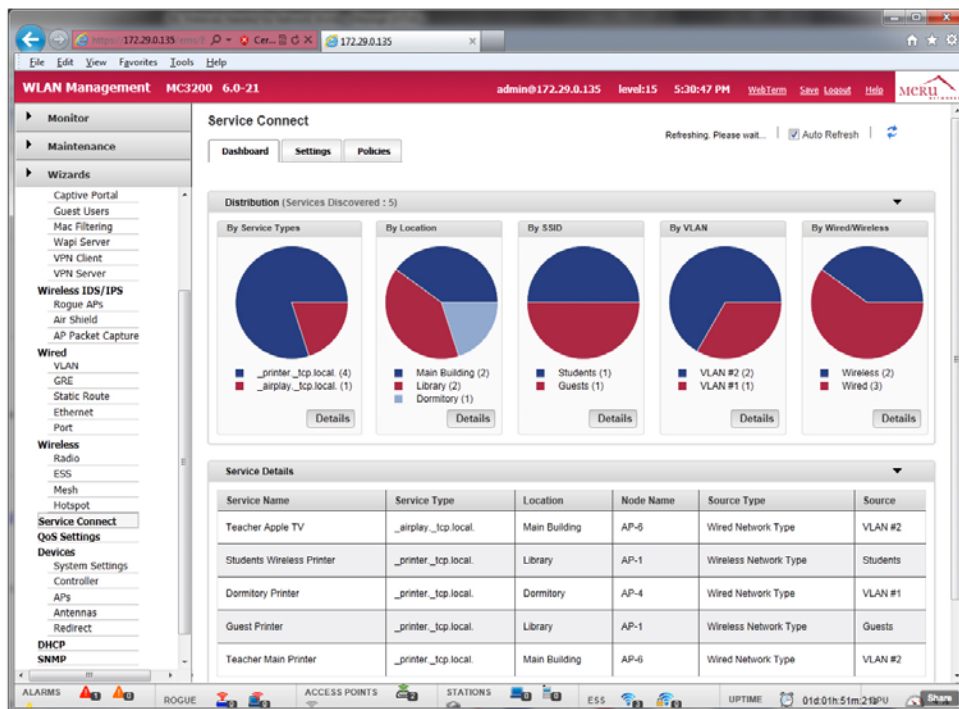 172.29.0.135
Cer...
172.29.0.135
File Edit View Favorites Tools Help
WLAN Management MC3200 6.0-21 admin@172.29.0.135 level:15 5:30:47 PM WebTerm Save Logout Help MERU
Monitor
Maintenance
Wizards
Captive Portal
Guest Users
Mac Filtering
Wapi Server
VPN Client
VPN Server
Wireless IDS/IPS
Rogue APs
Air Shield
AP Packet Capture
Wired
VLAN
GRE
Static Route
Ethernet
Port
Wireless
Radio
ESS
Mesh
Hotspot
Service Connect
QoS Settings
Devices
System Settings
Controller
APs
Antennas
Redirect
DHCP
SNMP
Service Connect
Refreshing. Please wait... Auto Refresh
Dashboard Settings Policies
Distribution (Services Discovered : 5)
By Service Types By Location By SSID By VLAN By Wired/Wireless
_printer._tcp.local. (4) Main Building (2) Students (1) VLAN #2 (2) Wireless (2)
_airplay._tcp.local. (1) Library (2) Guests (1) VLAN #1 (1) Wired (3)
Dormitory (1)
Details Details Details Details Details
Service Details
Service Name Service Type Location Node Name Source Type Source
Teacher Apple TV _airplay._tcp.local. Main Building AP-6 Wired Network Type VLAN #2
Students Wireless Printer _printer._tcp.local. Library AP-1 Wireless Network Type Students
Dormitory Printer _printer._tcp.local. Dormitory AP-4 Wired Network Type VLAN #1
Guest Printer _printer._tcp.local. Library AP-1 Wireless Network Type Guests
Teacher Main Printer _printer._tcp.local. Main Building AP-6 Wired Network Type VLAN #2
ALARMS ROGUE ACCESS POINTS STATIONS ESS UPTIME 01d:01h:51m Share